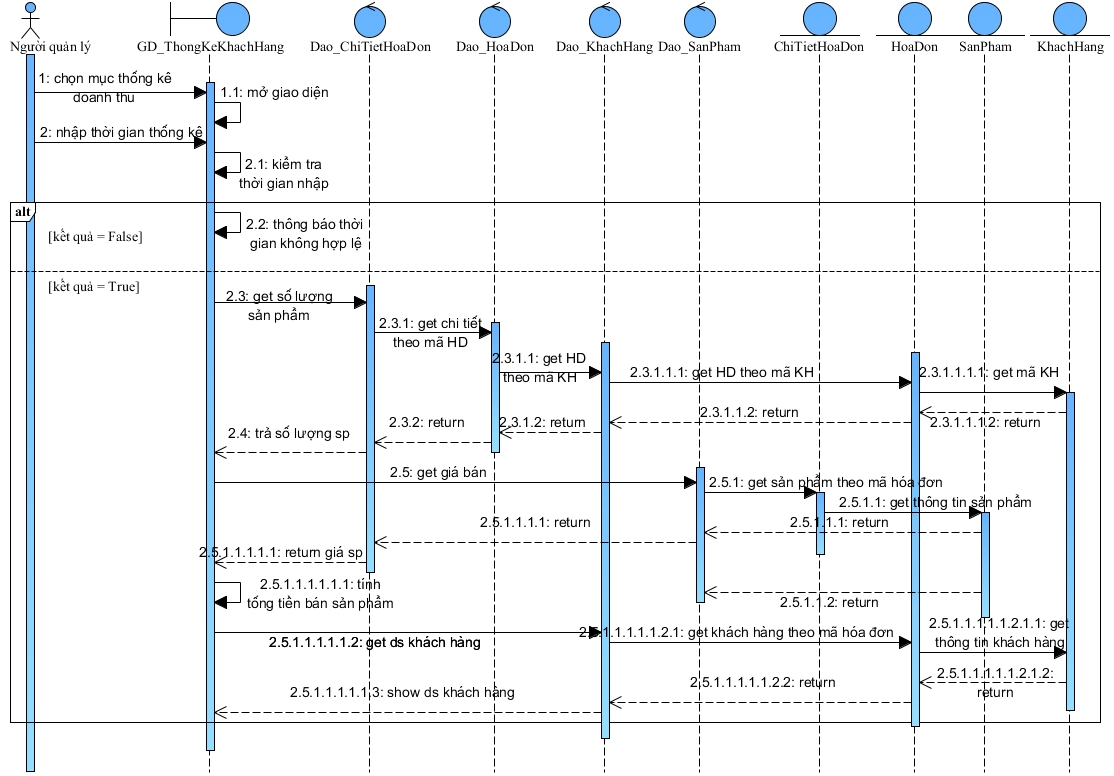 Người quản lý
GD_ThongKeKhachHang
Dao_ChiTietHoaDon
Dao_HoaDon
Dao_KhachHang
Dao_SanPham
ChiTietHoaDon
HoaDon
SanPham
KhachHang
1: chọn mục thống kê
doanh thu
1.1: mở giao diện
2: nhập thời gian thống kê
2.1: kiểm tra
thời gian nhập
alt
2.2: thông báo thời
gian không hợp lệ
[kết quả = False]
[kết quả = True]
2.3: get số lượng
sản phẩm
2.3.1: get chi tiết
theo mã HD
2.3.1.1: get HD
theo mã KH
2.3.1.1.1: get HD theo mã KH
2.3.1.1.1.1: get mã KH
2.3.1.1.1.2: return
2.3.1.1.2: return
2.3.1.2: return
2.3.2: return
2.4: trả số lượng sp
2.5: get giá bán
2.5.1: get sản phẩm theo mã hóa đơn
2.5.1.1: get thông tin sản phẩm
2.5.1.1.1: return
2.5.1.1.1.1: return
2.5.1.1.1.1.1: return giá sp
2.5.1.1.1.1.1.1: tính
tổng tiền bán sản phẩm
2.5.1.1.2: return
2.5.1.1.1.1.1.2: get ds khách hàng
2.5.1.1.1.1.1.2.1: get khách hàng theo mã hóa đơn
2.5.1.1.1.1.1.2.1.1: get
thông tin khách hàng
2.5.1.1.1.1.1.2.1.2:
return
2.5.1.1.1.1.1.2.2: return
2.5.1.1.1.1.1.3: show ds khách hàng